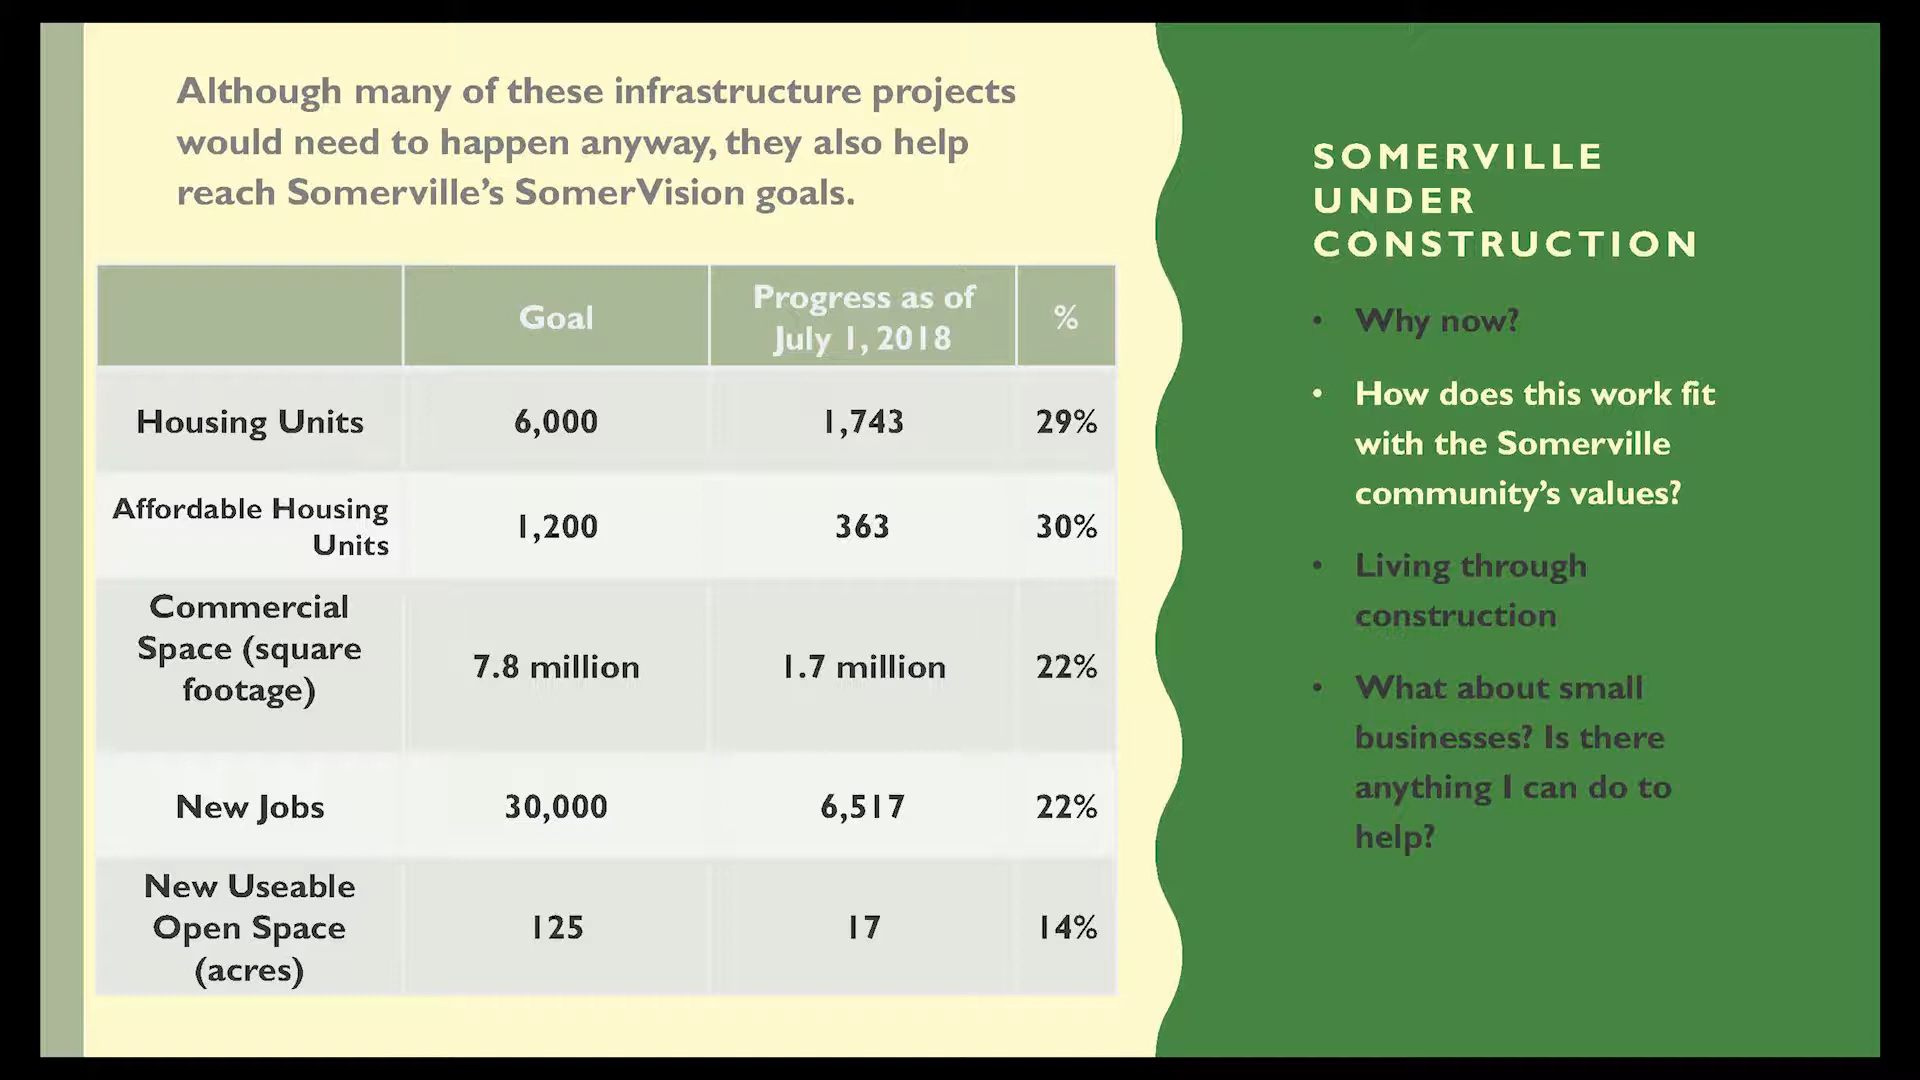 Although many of these infrastructure projects
would need to happen anyway, they also help
reach Somerville’s SomerVision goals.
Goal
Progress as of
July 1, 2018
%
Housing Units
6,000
1,743
29%
Affordable Housing
Units
1,200
363
30%
Commercial
Space (square
footage)
7.8 million
1.7 million
22%
New Jobs
30,000
6,517
22%
New Useable
Open Space
(acres)
125
17
14%
SOMERVILLE
UNDER
CONSTRUCTION
• Why now?
• How does this work fit
with the Somerville
community’s values?
• Living through
construction
• What about small
businesses? Is there
anything I can do to
help?